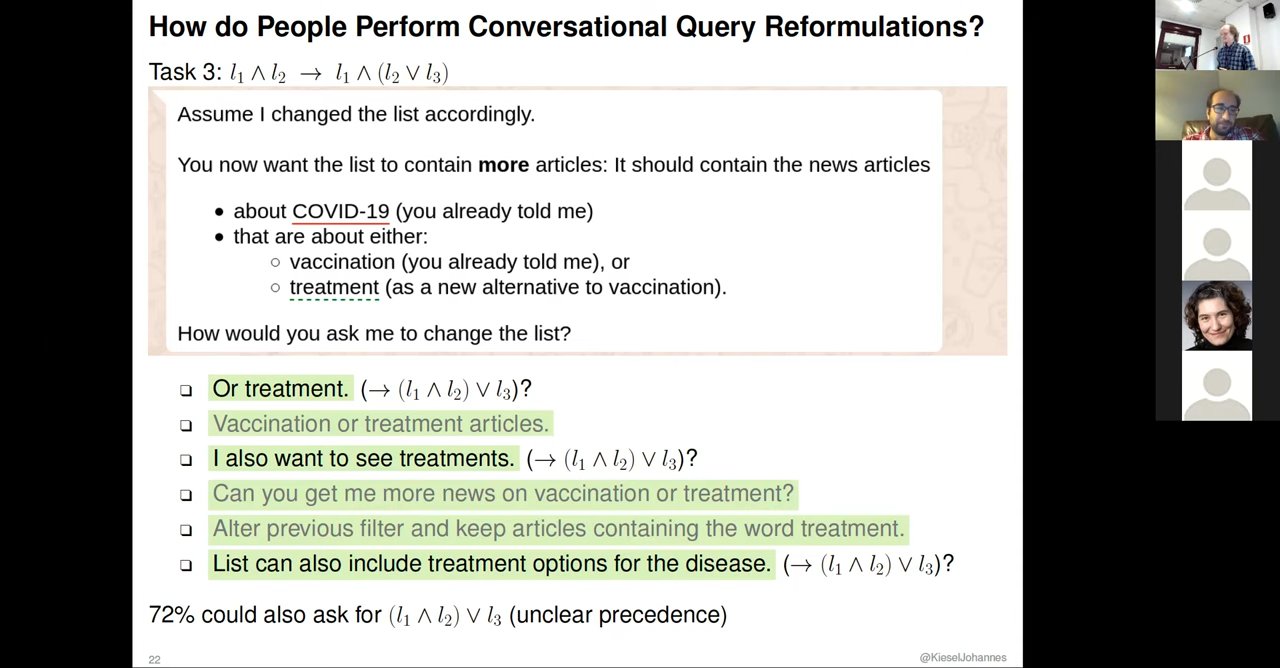 How do People Perform Conversational Query Reformulations?
Task 3: l₁ ∧ l₂ → l₁ ∧ (l₂ ∨ l₃)
Assume I changed the list accordingly.
You now want the list to contain more articles: It should contain the news articles
• about COVID-19 (you already told me)
• that are about either:
○ vaccination (you already told me), or
○ treatment (as a new alternative to vaccination).
How would you ask me to change the list?
❑ Or treatment. (→ (l₁ ∧ l₂) ∨ l₃)?
❑ Vaccination or treatment articles.
❑ I also want to see treatments. (→ (l₁ ∧ l₂) ∨ l₃)?
❑ Can you get me more news on vaccination or treatment?
❑ Alter previous filter and keep articles containing the word treatment.
❑ List can also include treatment options for the disease. (→ (l₁ ∧ l₂) ∨ l₃)?
72% could also ask for (l₁ ∧ l₂) ∨ l₃ (unclear precedence)
22
@KieselJohannes